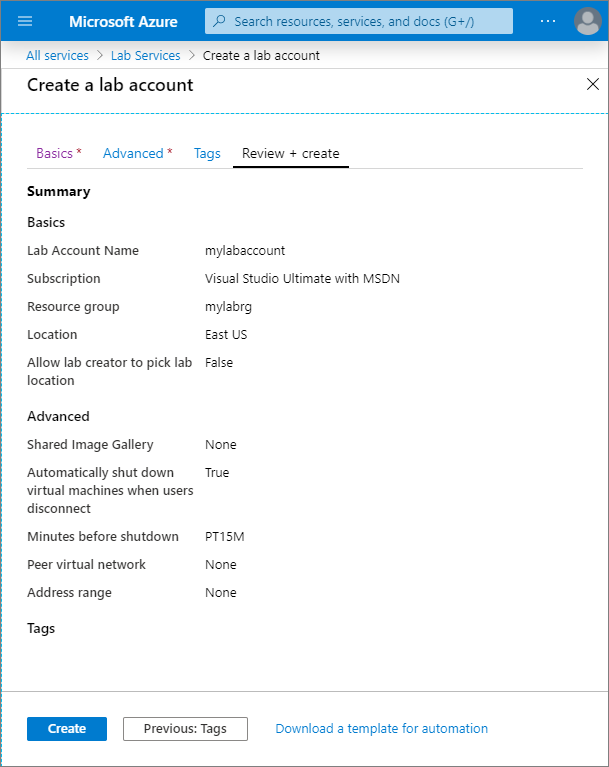 Microsoft Azure
Search resources, services, and docs (G+/)
...
All services > Lab Services > Create a lab account
Create a lab account
Basics * Advanced * Tags Review + create
Summary
Basics
Lab Account Name mylabaccount
Subscription Visual Studio Ultimate with MSDN
Resource group mylabrg
Location East US
Allow lab creator to pick lab False
location
Advanced
Shared Image Gallery None
Automatically shut down True
virtual machines when users
disconnect
Minutes before shutdown PT15M
Peer virtual network None
Address range None
Tags
Create Previous: Tags Download a template for automation